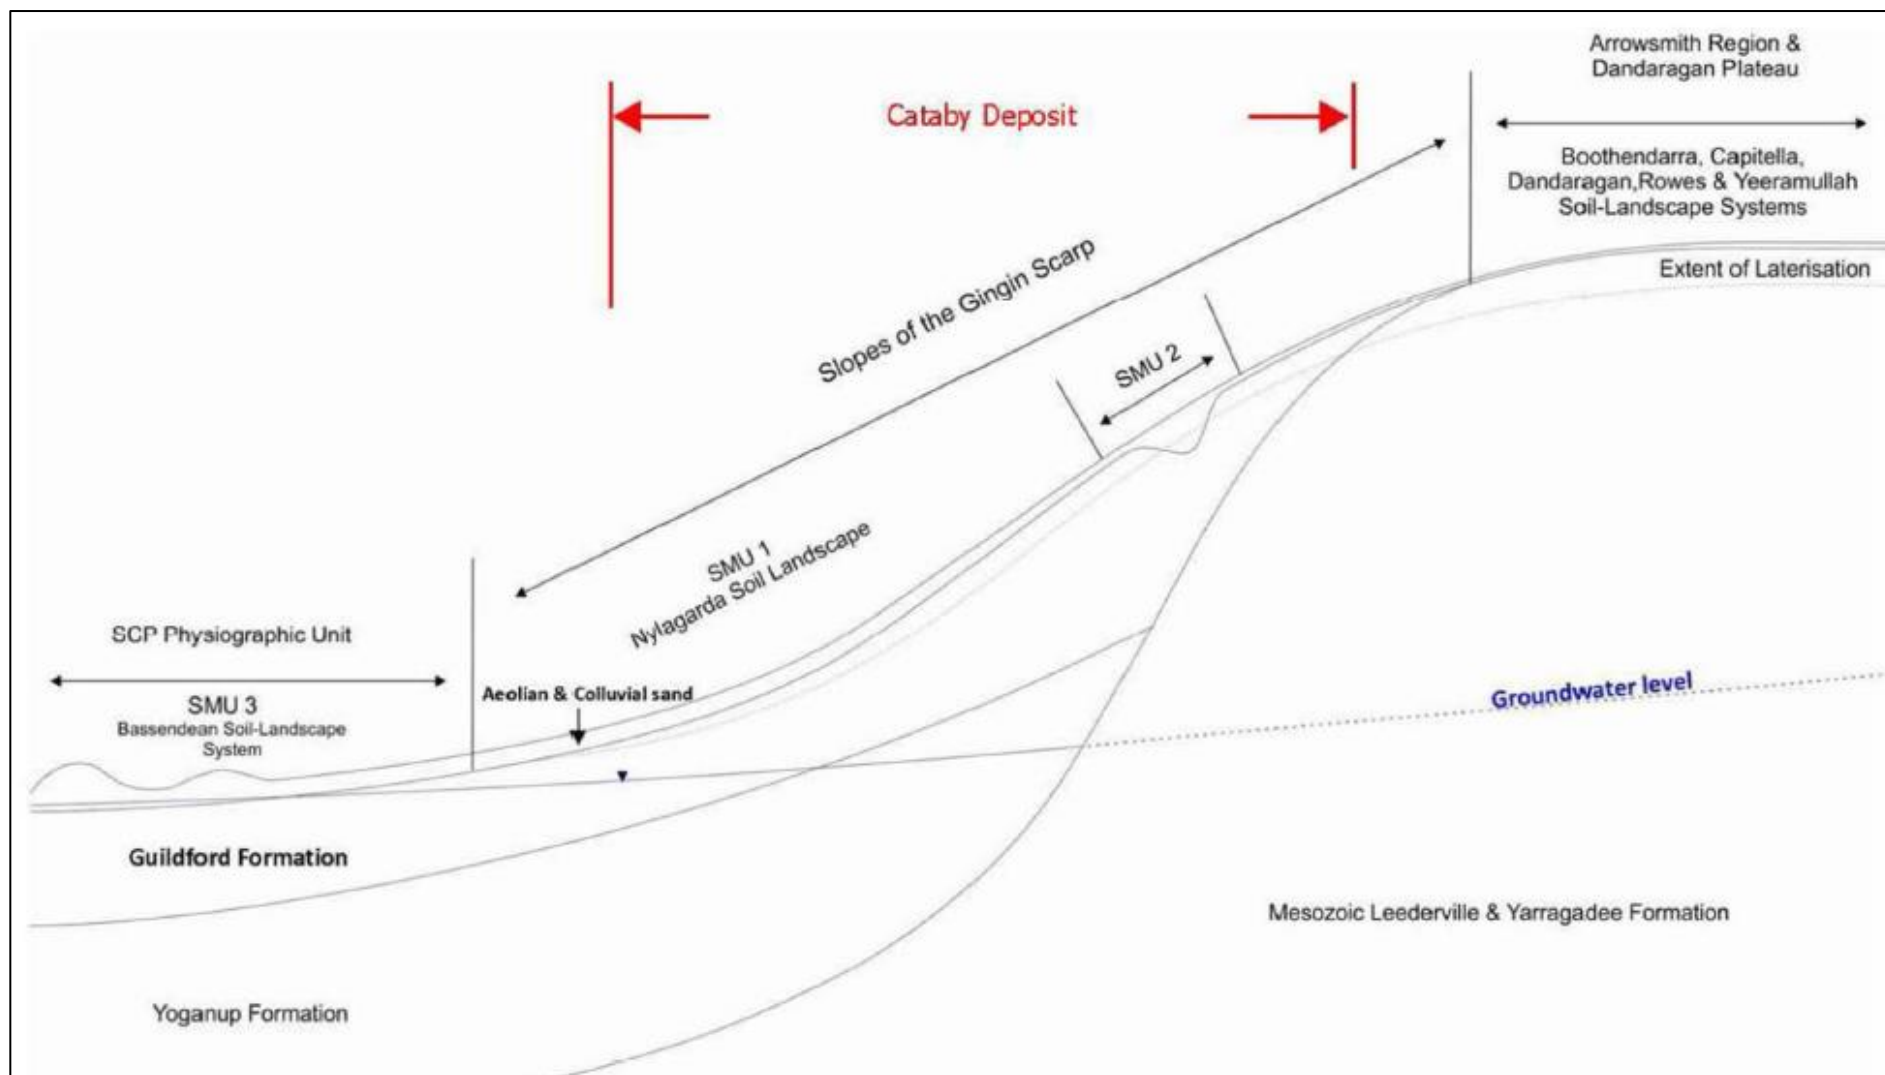 Arrowsmith Region &
Dandaragan Plateau
Cataby Deposit
Boothendarra, Capitella,
Dandaragan,Rowes & Yeeramullah
Soil-Landscape Systems
Extent of Laterisation
Slopes of the Gingin Scarp
SMU 2
SMU 1
Nylagarda Soil Landscape
SCP Physiographic Unit
SMU 3
Bassendean Soil-Landscape
System
Aeolian & Colluvial sand
Groundwater level
Guildford Formation
Mesozoic Leederville & Yarragadee Formation
Yoganup Formation